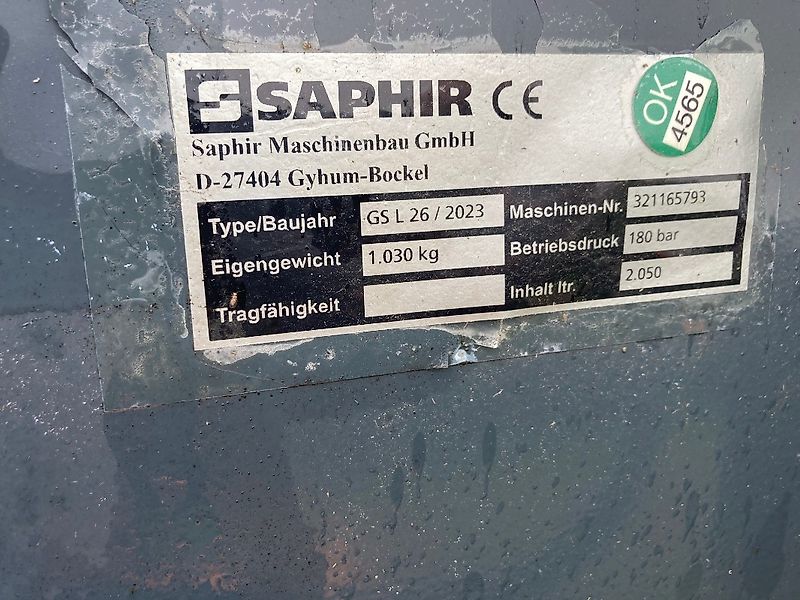 SAPHIR CE
OK
4565
Saphir Maschinenbau GmbH
D-27404 Gyhum-Bockel
Type/Baujahr GS L 26 / 2023 Maschinen-Nr. 321165793
Eigengewicht 1.030 kg Betriebsdruck 180 bar
Tragfähigkeit Inhalt ltr. 2.050